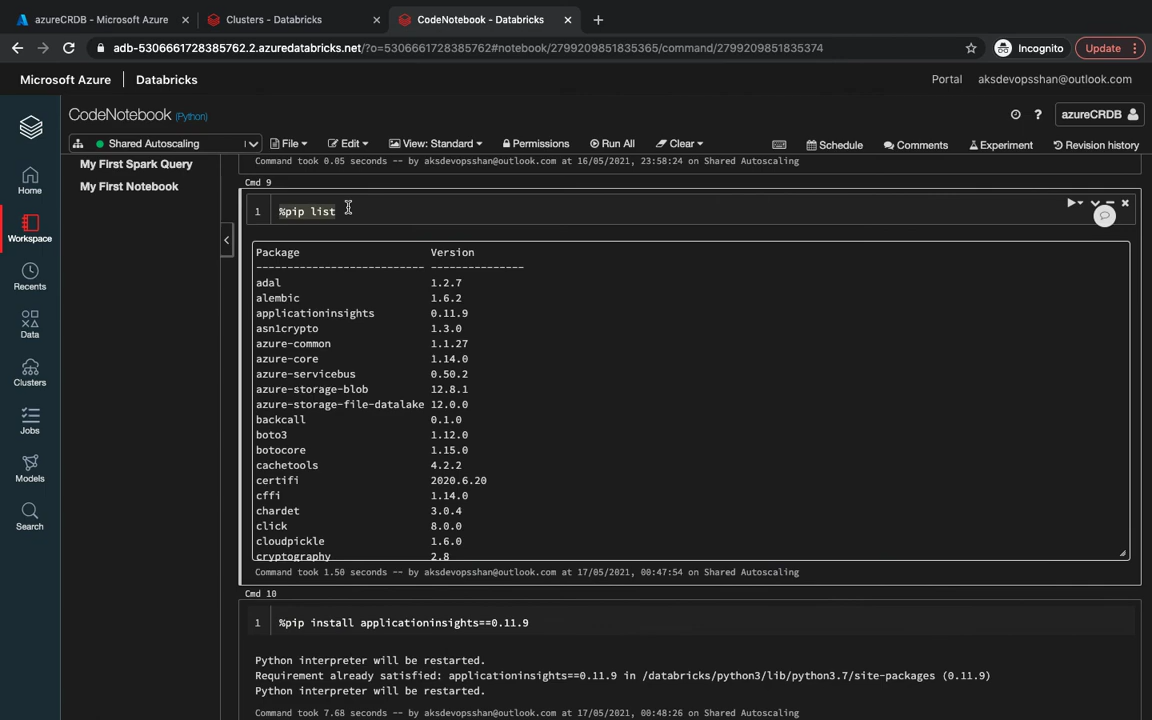 azureCRDB - Microsoft Azure
Clusters - Databricks
CodeNotebook - Databricks
adb-5306661728385762.2.azuredatabricks.net/?o=5306661728385762#notebook/2799209851835365/command/2799209851835374
Incognito
Update
Microsoft Azure
Databricks
Portal
aksdevopsshan@outlook.com
CodeNotebook (Python)
azureCRDB
Shared Autoscaling
File
Edit
View: Standard
Permissions
Run All
Clear
Schedule
Comments
Experiment
Revision history
Home
Workspace
Recents
Data
Clusters
Jobs
Models
Search
My First Spark Query
My First Notebook
Command took 0.05 seconds -- by aksdevopsshan@outlook.com at 16/05/2021, 23:58:24 on Shared Autoscaling
Cmd 9
1 %pip list
Package Version
--------------------------- ---------------
adal 1.2.7
alembic 1.6.2
applicationinsights 0.11.9
asn1crypto 1.3.0
azure-common 1.1.27
azure-core 1.14.0
azure-servicebus 0.50.2
azure-storage-blob 12.8.1
azure-storage-file-datalake 12.0.0
backcall 0.1.0
boto3 1.12.0
botocore 1.15.0
cachetools 4.2.2
certifi 2020.6.20
cffi 1.14.0
chardet 3.0.4
click 8.0.0
cloudpickle 1.6.0
cryptography 2.8
Command took 1.50 seconds -- by aksdevopsshan@outlook.com at 17/05/2021, 00:47:54 on Shared Autoscaling
Cmd 10
1 %pip install applicationinsights==0.11.9
Python interpreter will be restarted.
Requirement already satisfied: applicationinsights==0.11.9 in /databricks/python3/lib/python3.7/site-packages (0.11.9)
Python interpreter will be restarted.
Command took 7.68 seconds -- by aksdevopsshan@outlook.com at 17/05/2021, 00:48:26 on Shared Autoscaling